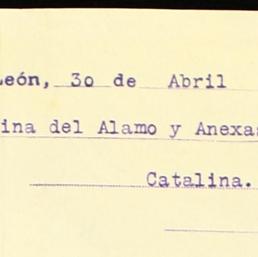 León, 30 de Abril
ina del Alamo y Anexas
Catalina.